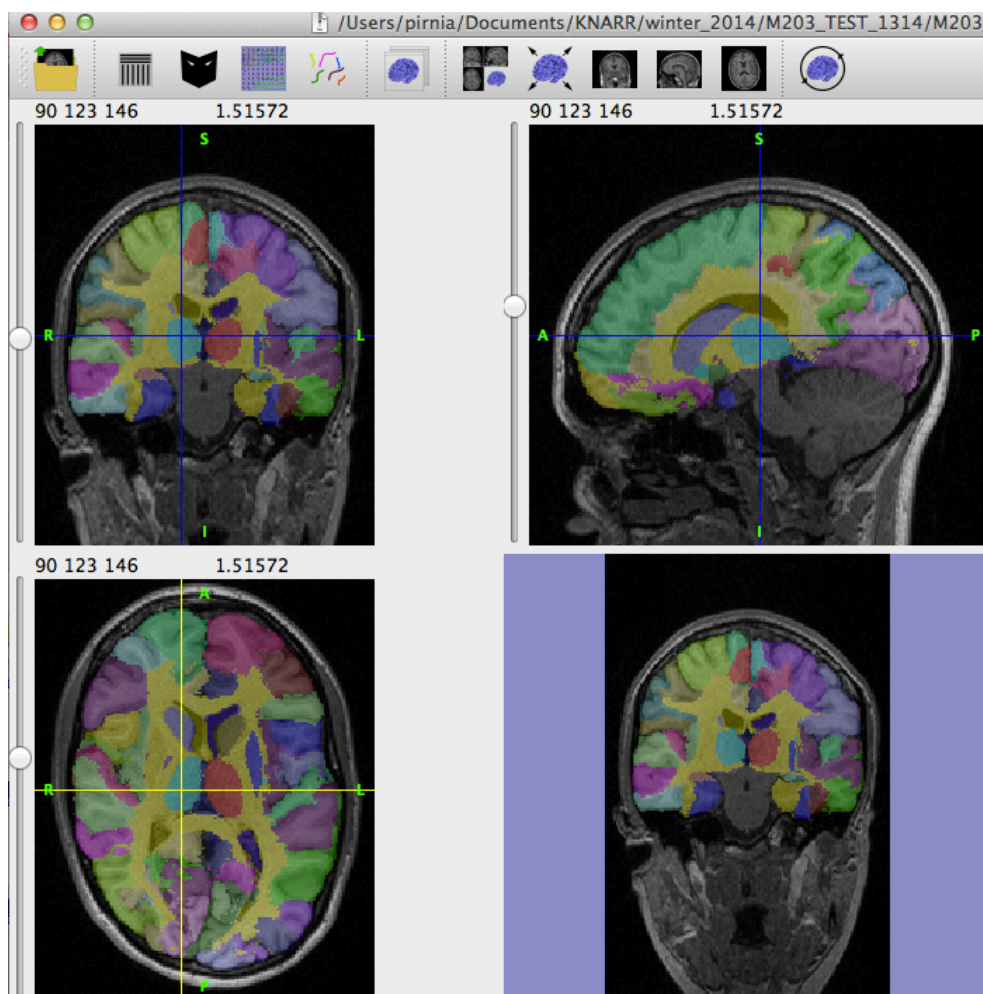 /Users/pirnia/Documents/KNARR/winter_2014/M203_TEST_1314/M203
90 123 146 1.51572
90 123 146 1.51572
S
S
R
L
A
P
I
I
90 123 146 1.51572
A
R
L
P